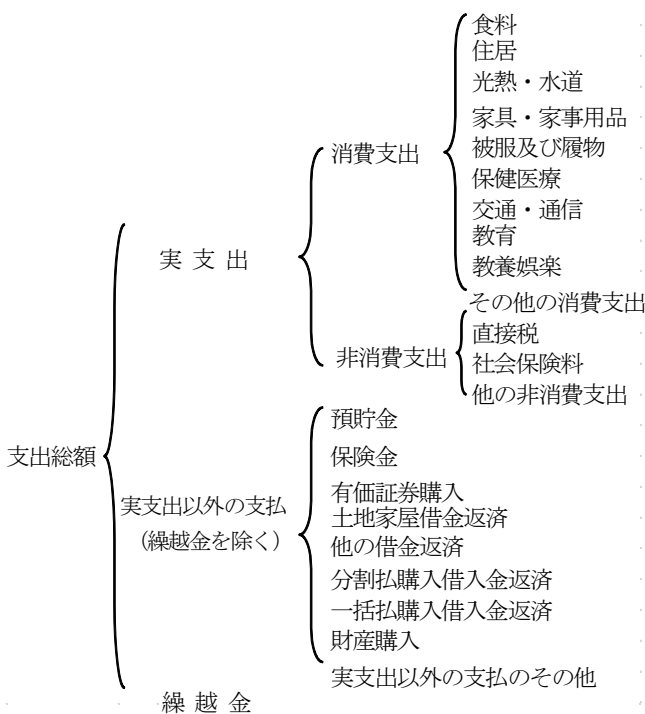 支出総額
実支出
消費支出
食料
住居
光熱・水道
家具・家事用品
被服及び履物
保健医療
交通・通信
教育
教養娯楽
その他の消費支出
非消費支出
直接税
社会保険料
他の非消費支出
実支出以外の支払
（繰越金を除く）
預貯金
保険金
有価証券購入
土地家屋借金返済
他の借金返済
分割払購入借入金返済
一括払購入借入金返済
財産購入
実支出以外の支払のその他
繰越金